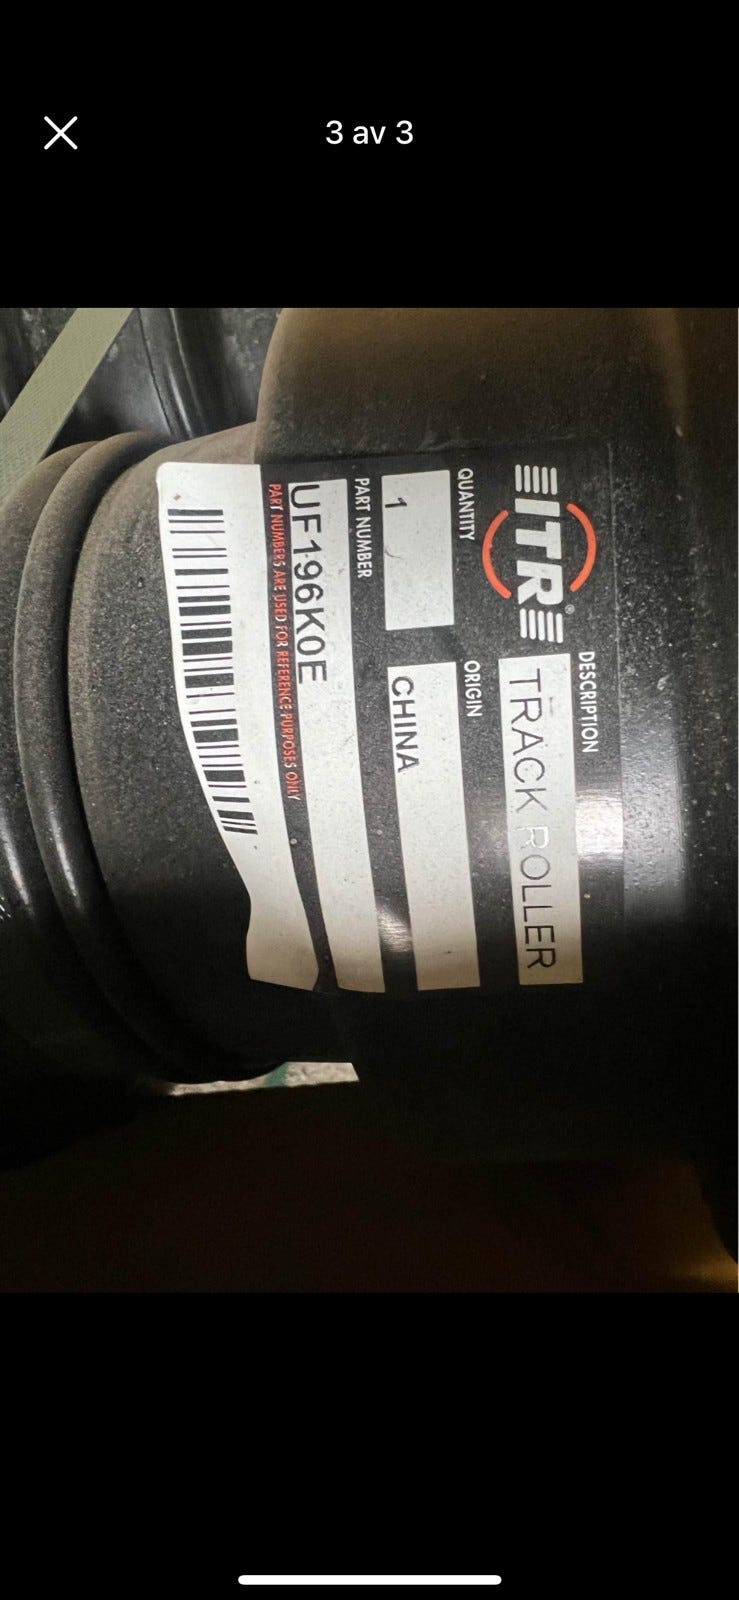 3 av 3
ITR®
DESCRIPTION
TRACK ROLLER
QUANTITY
ORIGIN
1
CHINA
PART NUMBER
UF196K0E
PART NUMBERS ARE USED FOR REFERENCE PURPOSES ONLY